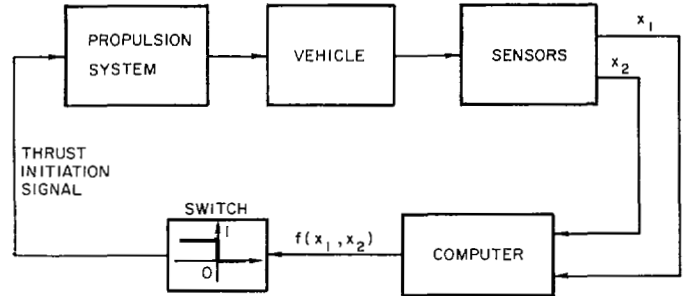 PROPULSION
SYSTEM
VEHICLE
SENSORS
x₁
x₂
THRUST
INITIATION
SIGNAL
SWITCH
1
0
f(x₁, x₂)
COMPUTER